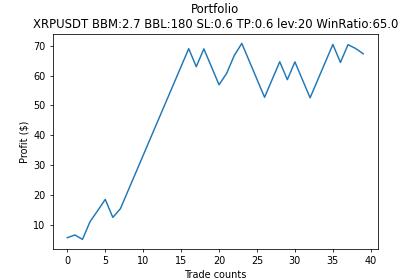 Portfolio
XRPUSDT BBM:2.7 BBL:180 SL:0.6 TP:0.6 lev:20 WinRatio:65.0
Profit ($)
70
60
50
40
30
20
10
0 5 10 15 20 25 30 35 40
Trade counts